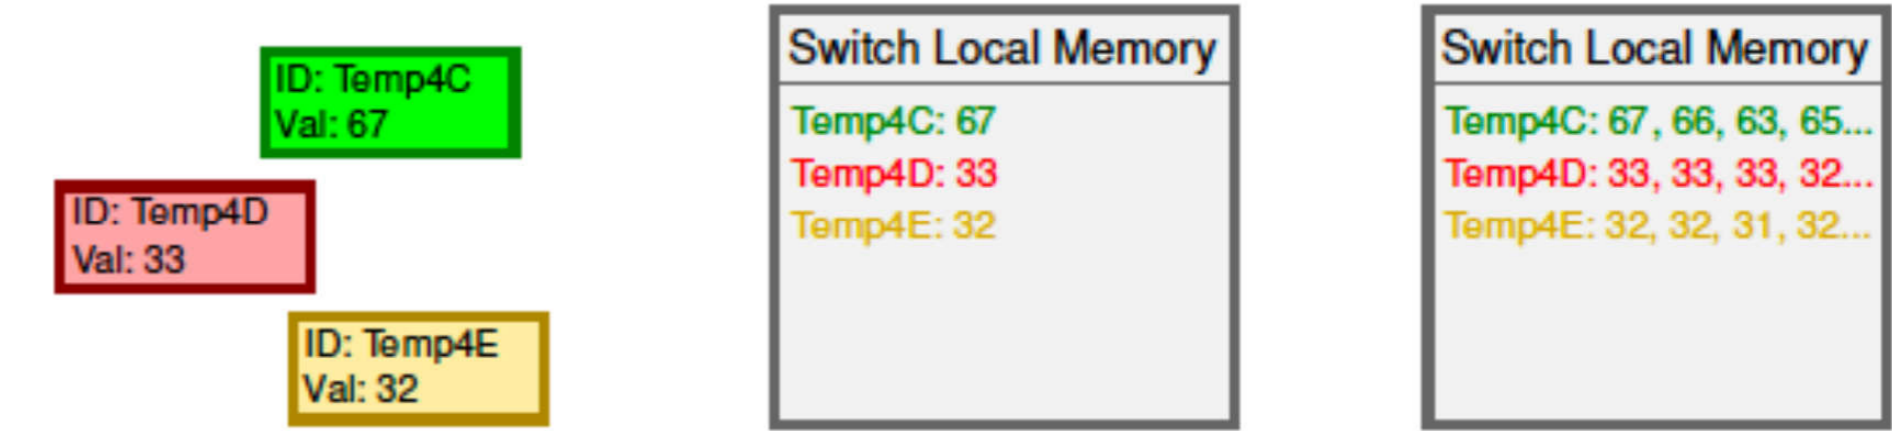 ID: Temp4C
Val: 67
ID: Temp4D
Val: 33
ID: Temp4E
Val: 32
Switch Local Memory
Temp4C: 67
Temp4D: 33
Temp4E: 32
Switch Local Memory
Temp4C: 67, 66, 63, 65...
Temp4D: 33, 33, 33, 32...
Temp4E: 32, 32, 31, 32...